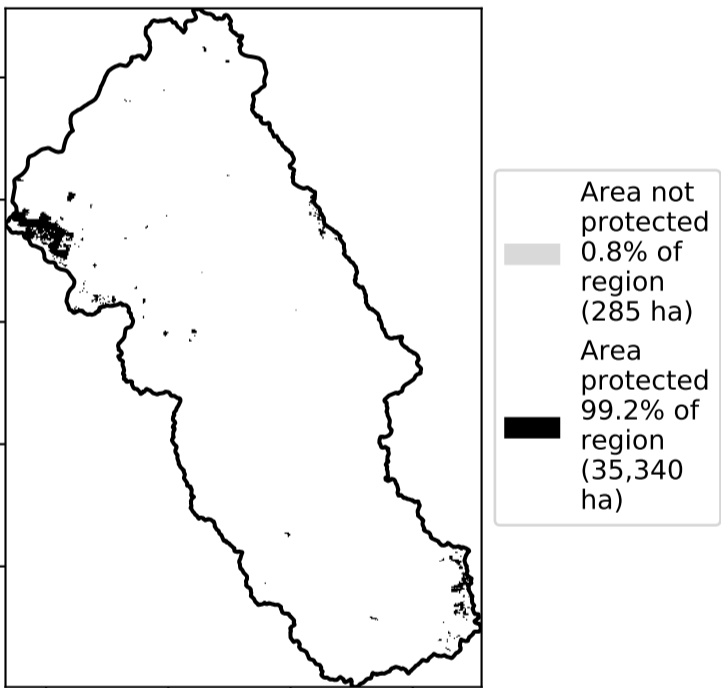 Area not
protected
0.8% of
region
(285 ha)
Area
protected
99.2% of
region
(35,340
ha)